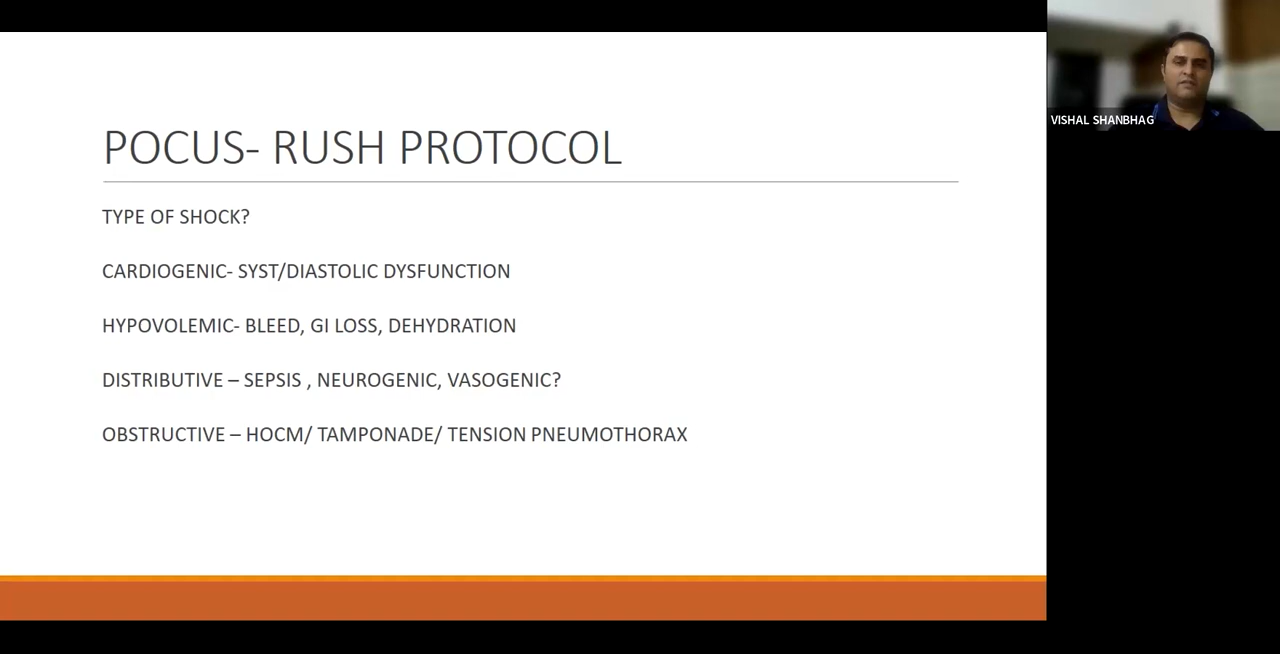 POCUS- RUSH PROTOCOL
TYPE OF SHOCK?
CARDIOGENIC- SYST/DIASTOLIC DYSFUNCTION
HYPOVOLEMIC- BLEED, GI LOSS, DEHYDRATION
DISTRIBUTIVE – SEPSIS , NEUROGENIC, VASOGENIC?
OBSTRUCTIVE – HOCM/ TAMPONADE/ TENSION PNEUMOTHORAX
VISHAL SHANBHAG